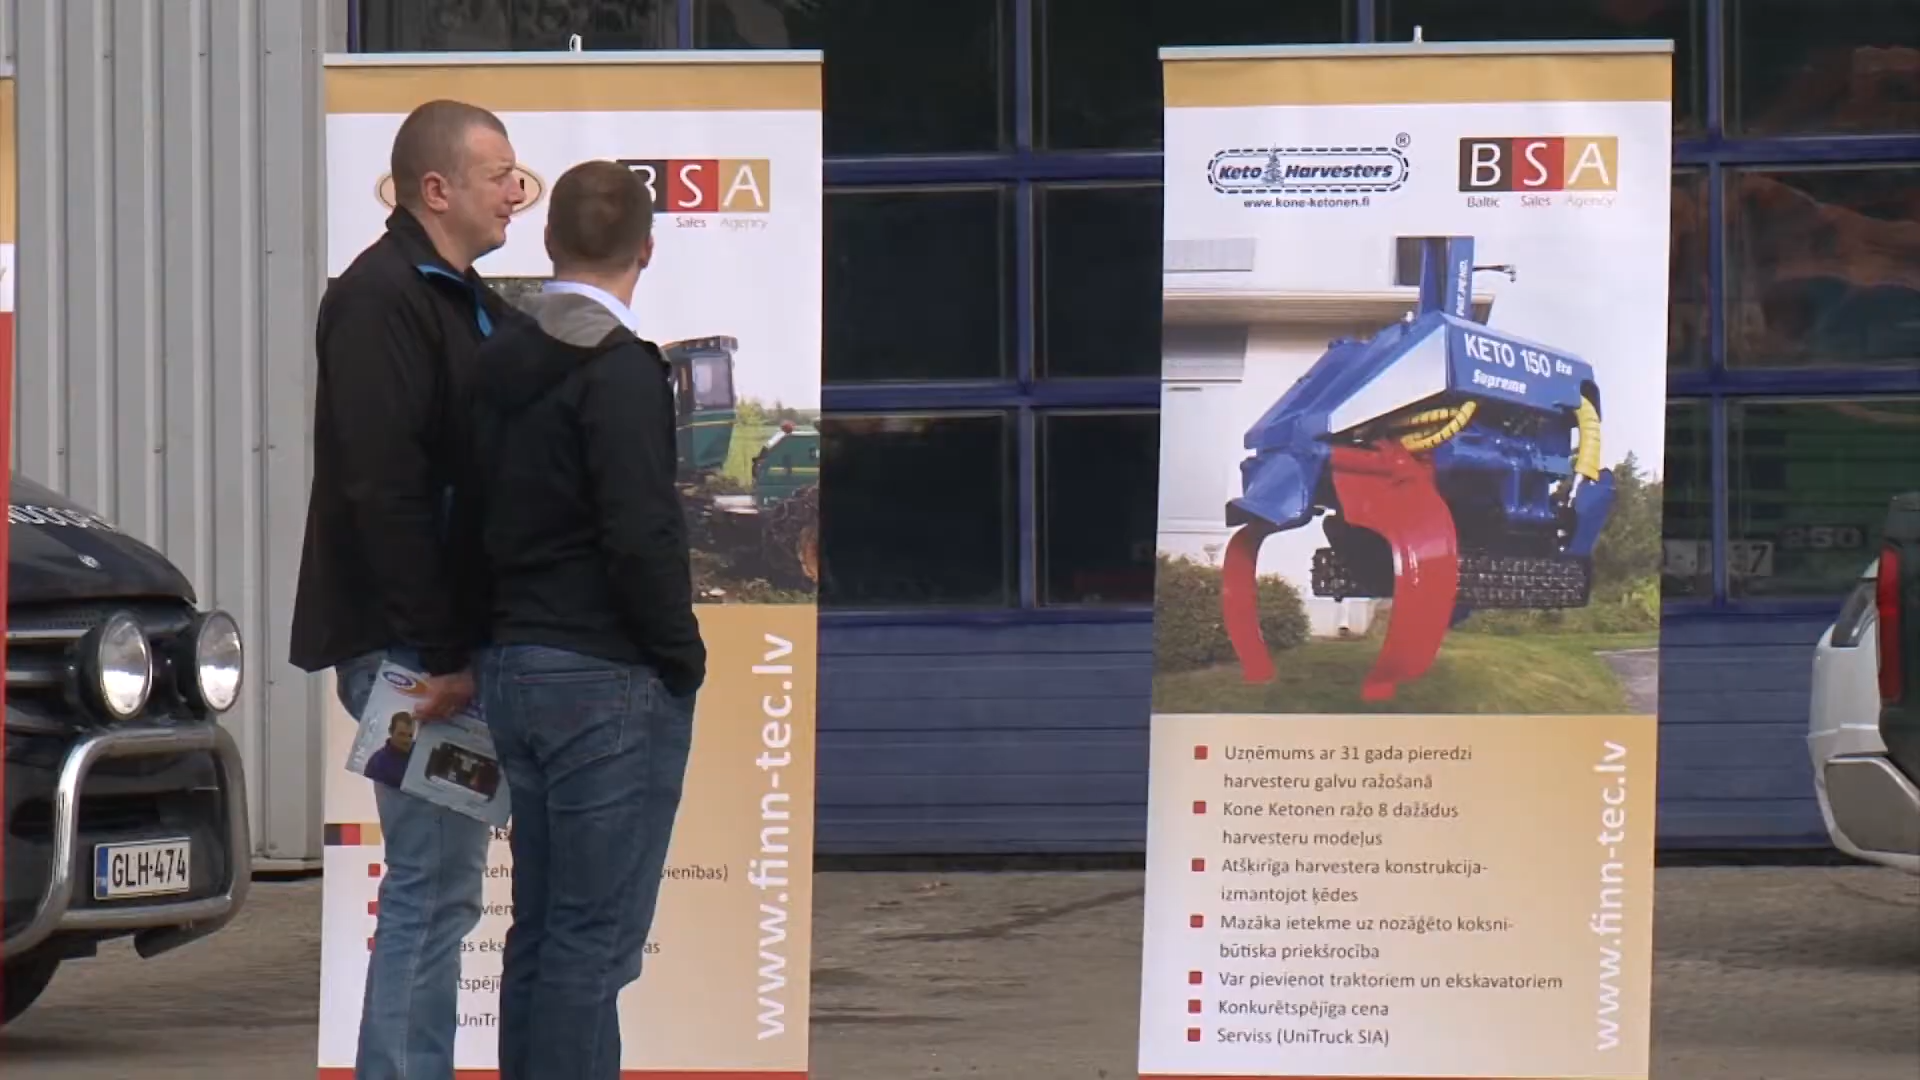 BSA
Sales Agency
www.finn-tec.lv
vienības)
GLH-474
Keto Harvesters ®
www.kone-ketonen.fi
BSA
Baltic Sales Agency
PAT.PEND.
KETO 150 Eco
Supreme
Uzņēmums ar 31 gada pieredzi
harvesteru galvu ražošanā
Kone Ketonen ražo 8 dažādus
harvesteru modeļus
Atšķirīga harvestera konstrukcija-
izmantojot ķēdes
Mazāka ietekme uz nozāģēto koksni-
būtiska priekšrocība
Var pievienot traktoriem un ekskavatoriem
Konkurētspējīga cena
Serviss (UniTruck SIA)
www.finn-tec.lv